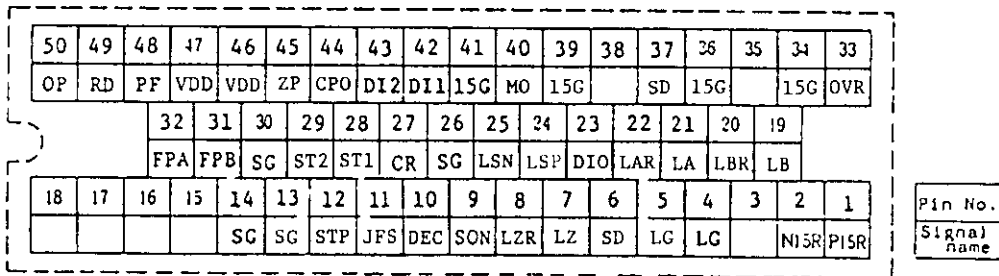 50 49 48 47 46 45 44 43 42 41 40 39 38 37 36 35 34 33
OP RD PF VDD VDD ZP CPO DI2 DI1 15G MO 15G SD 15G 15G OVR
32 31 30 29 28 27 26 25 24 23 22 21 20 19
FPA FPB SG ST2 ST1 CR SG LSN LSP DIO LAR LA LBR LB
18 17 16 15 14 13 12 11 10 9 8 7 6 5 4 3 2 1
SG SG STP JFS DEC SON LZR LZ SD LG LG N15R P15R
Pin No.
Signal
name